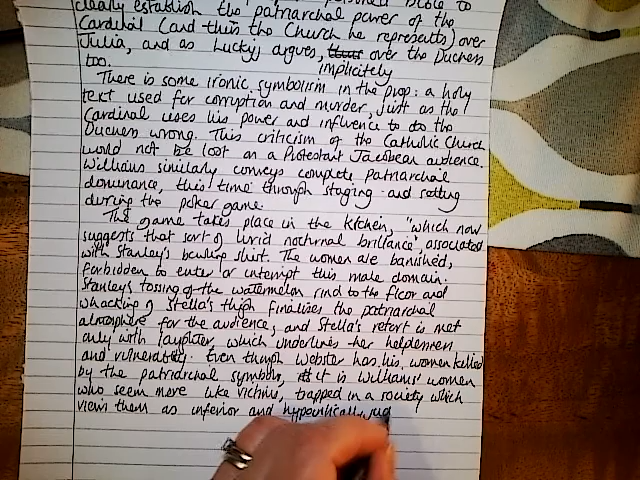 clearly establish the patriarchal power of the
Cardinal (and thus the Church he represents) over
Julia, and as Luckyj argues, implicitly over the Duchess
too.
There is some ironic symbolism in the prop: a holy
text used for corruption and murder, just as the
Cardinal uses his power and influence to do the
Duchess wrong. This criticism of the Catholic Church
would not be lost on a Protestant Jacobean audience.
Williams similarly conveys complete patriarchal
dominance, this time through staging and setting
during the poker game.
The game takes place in the kitchen, "which now
suggests that sort of lurid nocturnal brilliance" associated
with Stanley's bowling shirt. The women are banished,
forbidden to enter or interrupt this male domain.
Stanley's tossing of the watermelon rind to the floor and
whacking of Stella's thigh finalises the patriarchal
atmosphere for the audience, and Stella's retort is met
only with laughter, which underlines her helplessness
and vulnerability. Even though Webster has his women killed
by the patriarchal symbols, it is Williams' women
who seem more like victims, trapped in a society which
views them as inferior and hypocritically